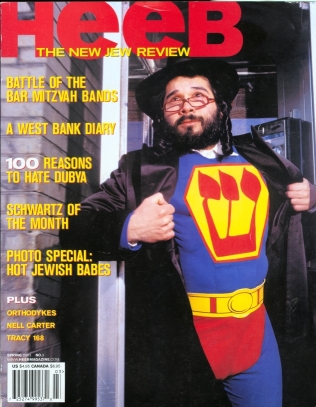 HeeB
THE NEW JEW REVIEW
BATTLE OF THE
BAR MITZVAH BANDS
A WEST BANK DIARY
100 REASONS
TO HATE DUBYA
SCHWARTZ OF
THE MONTH
PHOTO SPECIAL:
HOT JEWISH BABES
PLUS
ORTHODYKES
NELL CARTER
TRACY 168
ש
US $4.95 CANADA $6.95